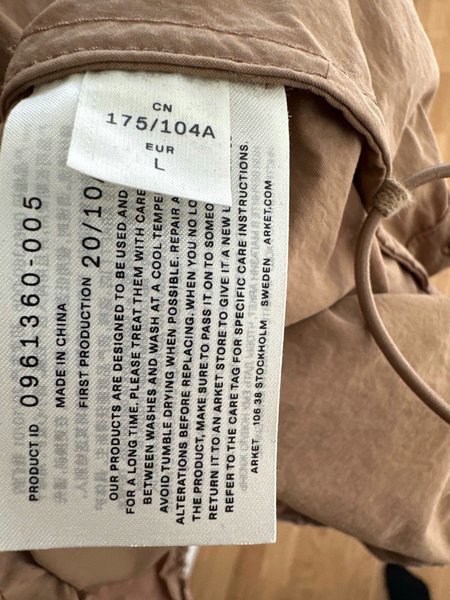 CN
175/104A
EUR
L
PRODUCT ID 0961360-005
MADE IN CHINA
FIRST PRODUCTION 20/10
OUR PRODUCTS ARE DESIGNED TO BE USED AND
FOR A LONG TIME. PLEASE TREAT THEM WITH CARE
BETWEEN WASHES AND WASH AT A COOL TEMPE
AVOID TUMBLE DRYING WHEN POSSIBLE. REPAIR A
ALTERATIONS BEFORE REPLACING. WHEN YOU NO LO
THE PRODUCT, MAKE SURE TO PASS IT ON TO SOMEO
RETURN IT TO AN ARKET STORE TO GIVE IT A NEW L
REFER TO THE CARE TAG FOR SPECIFIC CARE INSTRUCTIONS.
ARKET 106 38 STOCKHOLM SWEDEN ARKET.COM